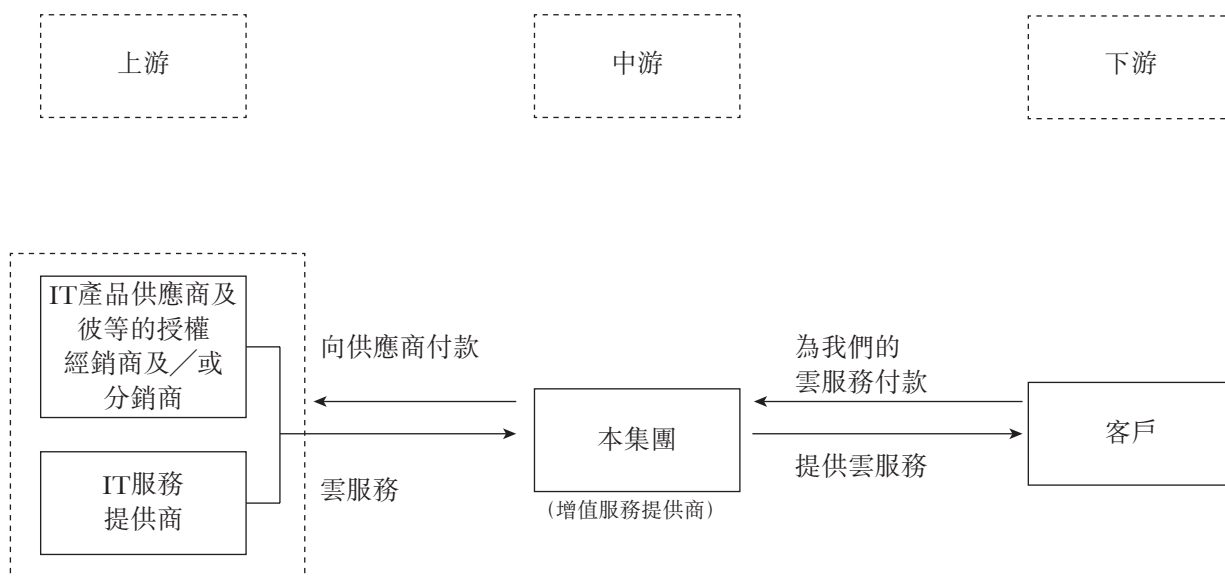 上游
中游
下游
IT產品供應商及
彼等的授權
經銷商及／或
分銷商
IT服務
提供商
向供應商付款
雲服務
本集團
(增值服務提供商)
為我們的
雲服務付款
提供雲服務
客戶